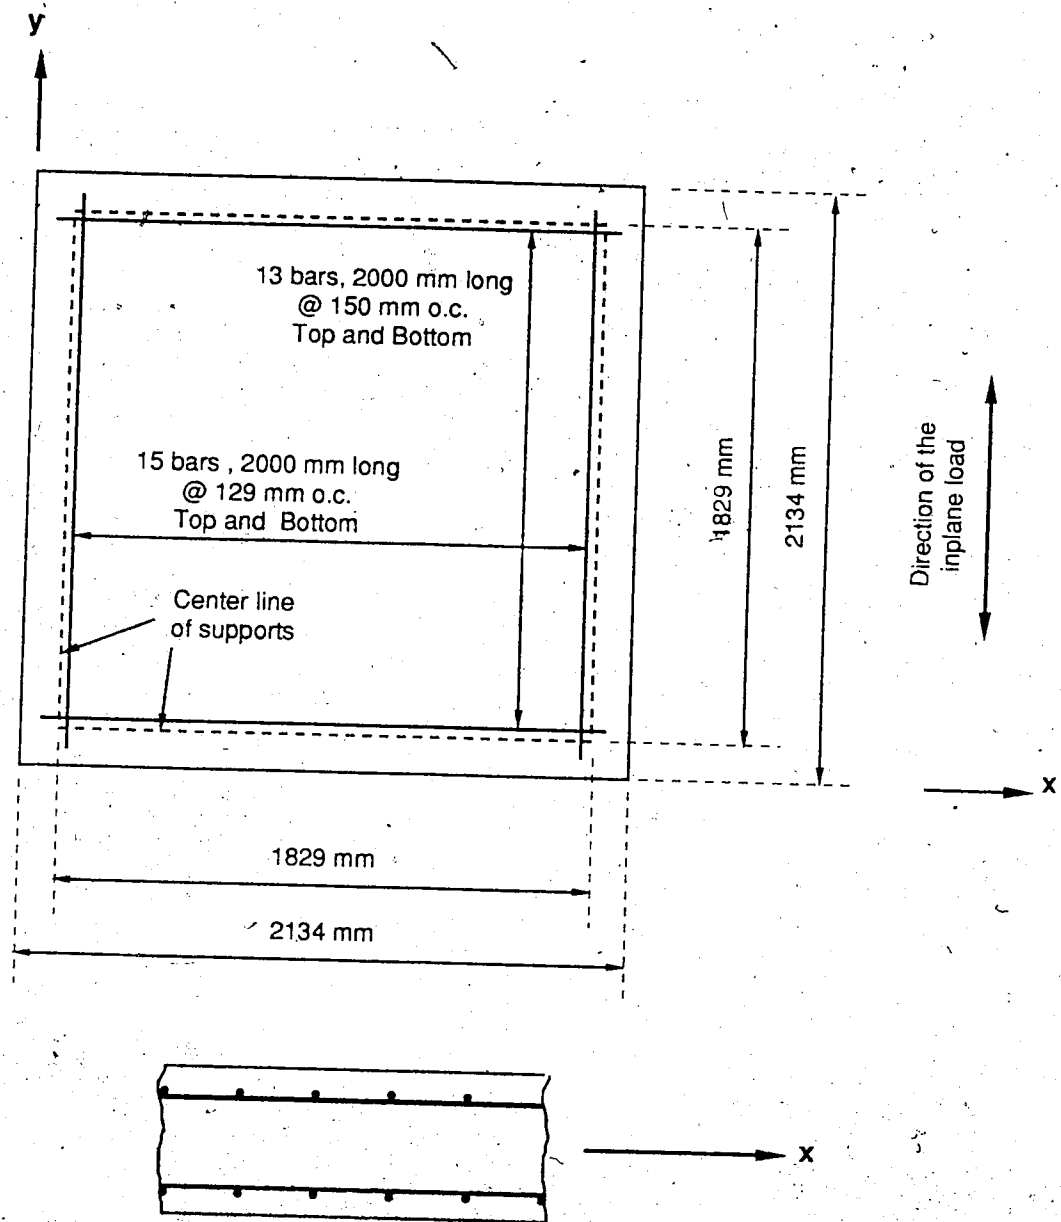 y
13 bars, 2000 mm long
@ 150 mm o.c.
Top and Bottom
15 bars , 2000 mm long
@ 129 mm o.c.
Top and Bottom
Center line
of supports
1829 mm
2134 mm
Direction of the
inplane load
x
1829 mm
2134 mm
x